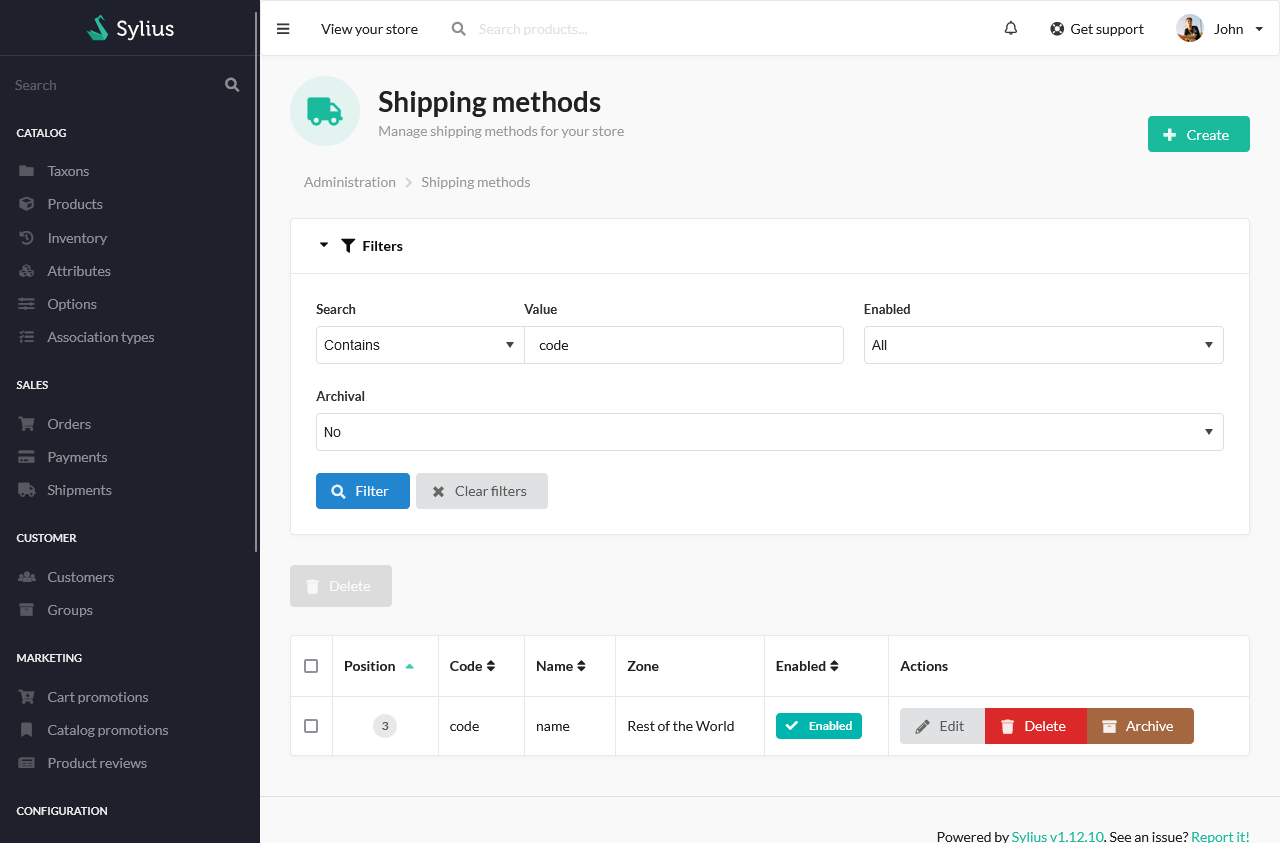 Sylius
View your store
Search products...
Get support
John
Search
CATALOG
Taxons
Products
Inventory
Attributes
Options
Association types
SALES
Orders
Payments
Shipments
CUSTOMER
Customers
Groups
MARKETING
Cart promotions
Catalog promotions
Product reviews
CONFIGURATION
Shipping methods
Manage shipping methods for your store
Create
Administration Shipping methods
Filters
Search Value Enabled
Contains code All
Archival
No
Filter Clear filters
Delete
Position Code Name Zone Enabled Actions
3 code name Rest of the World Enabled Edit Delete Archive
Powered by Sylius v1.12.10. See an issue? Report it!